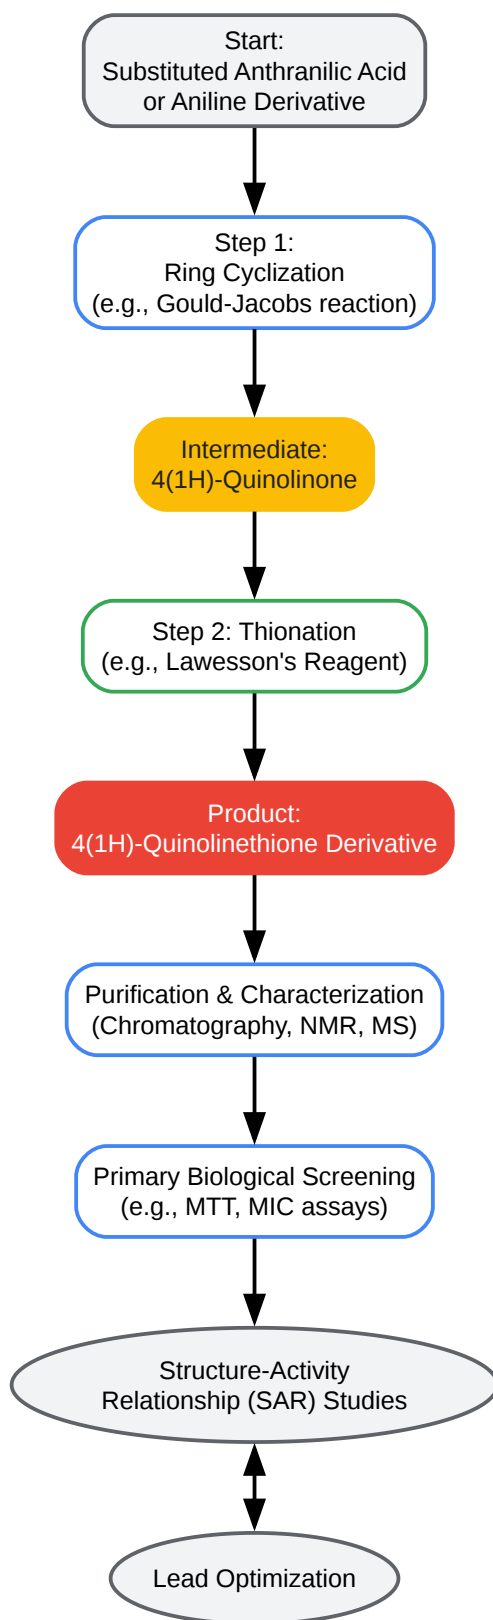 Start:
Substituted Anthranilic Acid
or Aniline Derivative
Step 1:
Ring Cyclization
(e.g., Gould-Jacobs reaction)
Intermediate:
4(1H)-Quinolinone
Step 2: Thionation
(e.g., Lawesson's Reagent)
Product:
4(1H)-Quinolinethione Derivative
Purification & Characterization
(Chromatography, NMR, MS)
Primary Biological Screening
(e.g., MTT, MIC assays)
Structure-Activity
Relationship (SAR) Studies
Lead Optimization